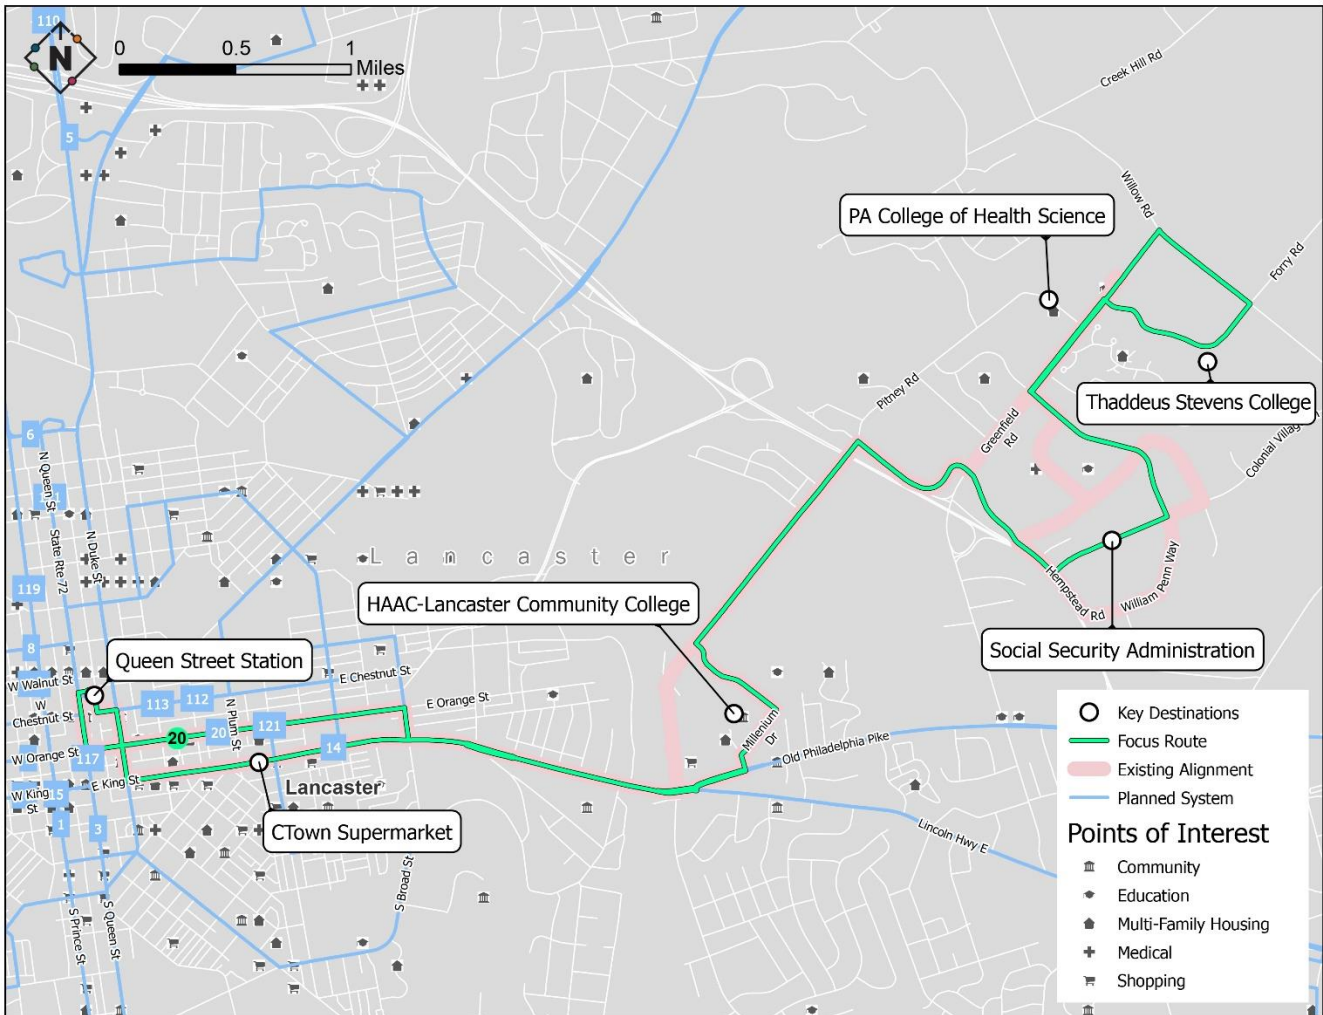 110
N
0 0.5 1
Miles
5
Creek Hill Rd
Willow Rd
PA College of Health Science
Forry Rd
Thaddeus Stevens College
Pitney Rd
Greenfield
Rd
Colonial Village
6
N Queen St
State Rte 72
N Duke St
119
Lancaster
HAAC-Lancaster Community College
Hempstead Rd
William Penn Way
Social Security Administration
8
Queen Street Station
W Walnut St
W
Chestnut St
E Chestnut St
113
112
N Plum St
E Orange St
20
20
121
14
W Orange St
117
Millenium
Dr
Old Philadelphia Pike
E King St
W King
St
5
Lancaster
CTown Supermarket
1
3
Lincoln Hwy E
S Broad St
S Prince St
S Queen St
Key Destinations
Focus Route
Existing Alignment
Planned System
Points of Interest
Community
Education
Multi-Family Housing
Medical
Shopping